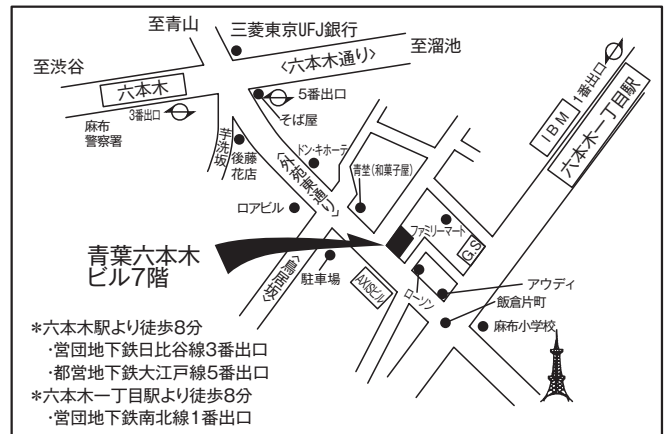 至青山
三菱東京UFJ銀行
至渋谷
〈六本木通り〉
至溜池
六本木
3番出口
麻布
警察署
5番出口
そば屋
芋洗坂
後藤
花店
ドン・キホーテ
〈外苑東通り〉
青埜(和菓子屋)
IBM
1番出口
六本木一丁目駅
ロアビル
ファミリーマート
G.S
青葉六本木
ビル7階
〈鳥居坂〉
駐車場
AXISビル
ローソン
アウディ
飯倉片町
麻布小学校
*六本木駅より徒歩8分
・営団地下鉄日比谷線3番出口
・都営地下鉄大江戸線5番出口
*六本木一丁目駅より徒歩8分
・営団地下鉄南北線1番出口